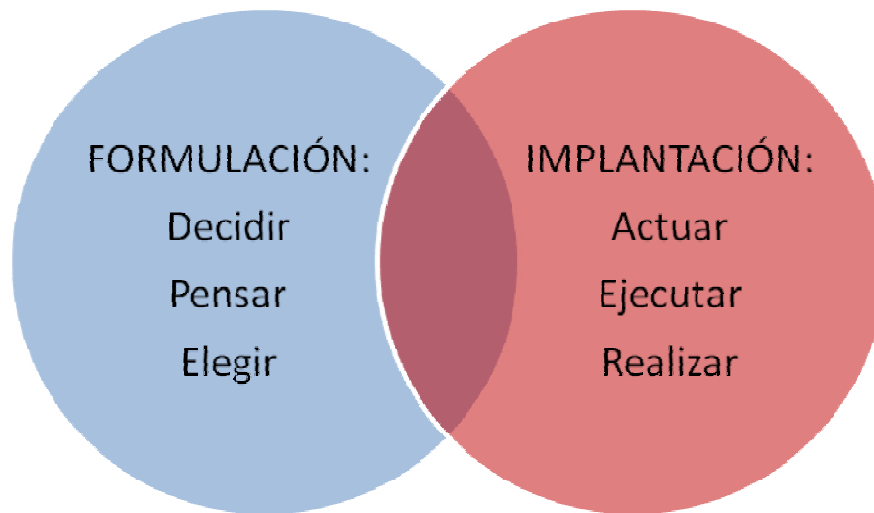 FORMULACIÓN:
Decidir
Pensar
Elegir
IMPLANTACIÓN:
Actuar
Ejecutar
Realizar